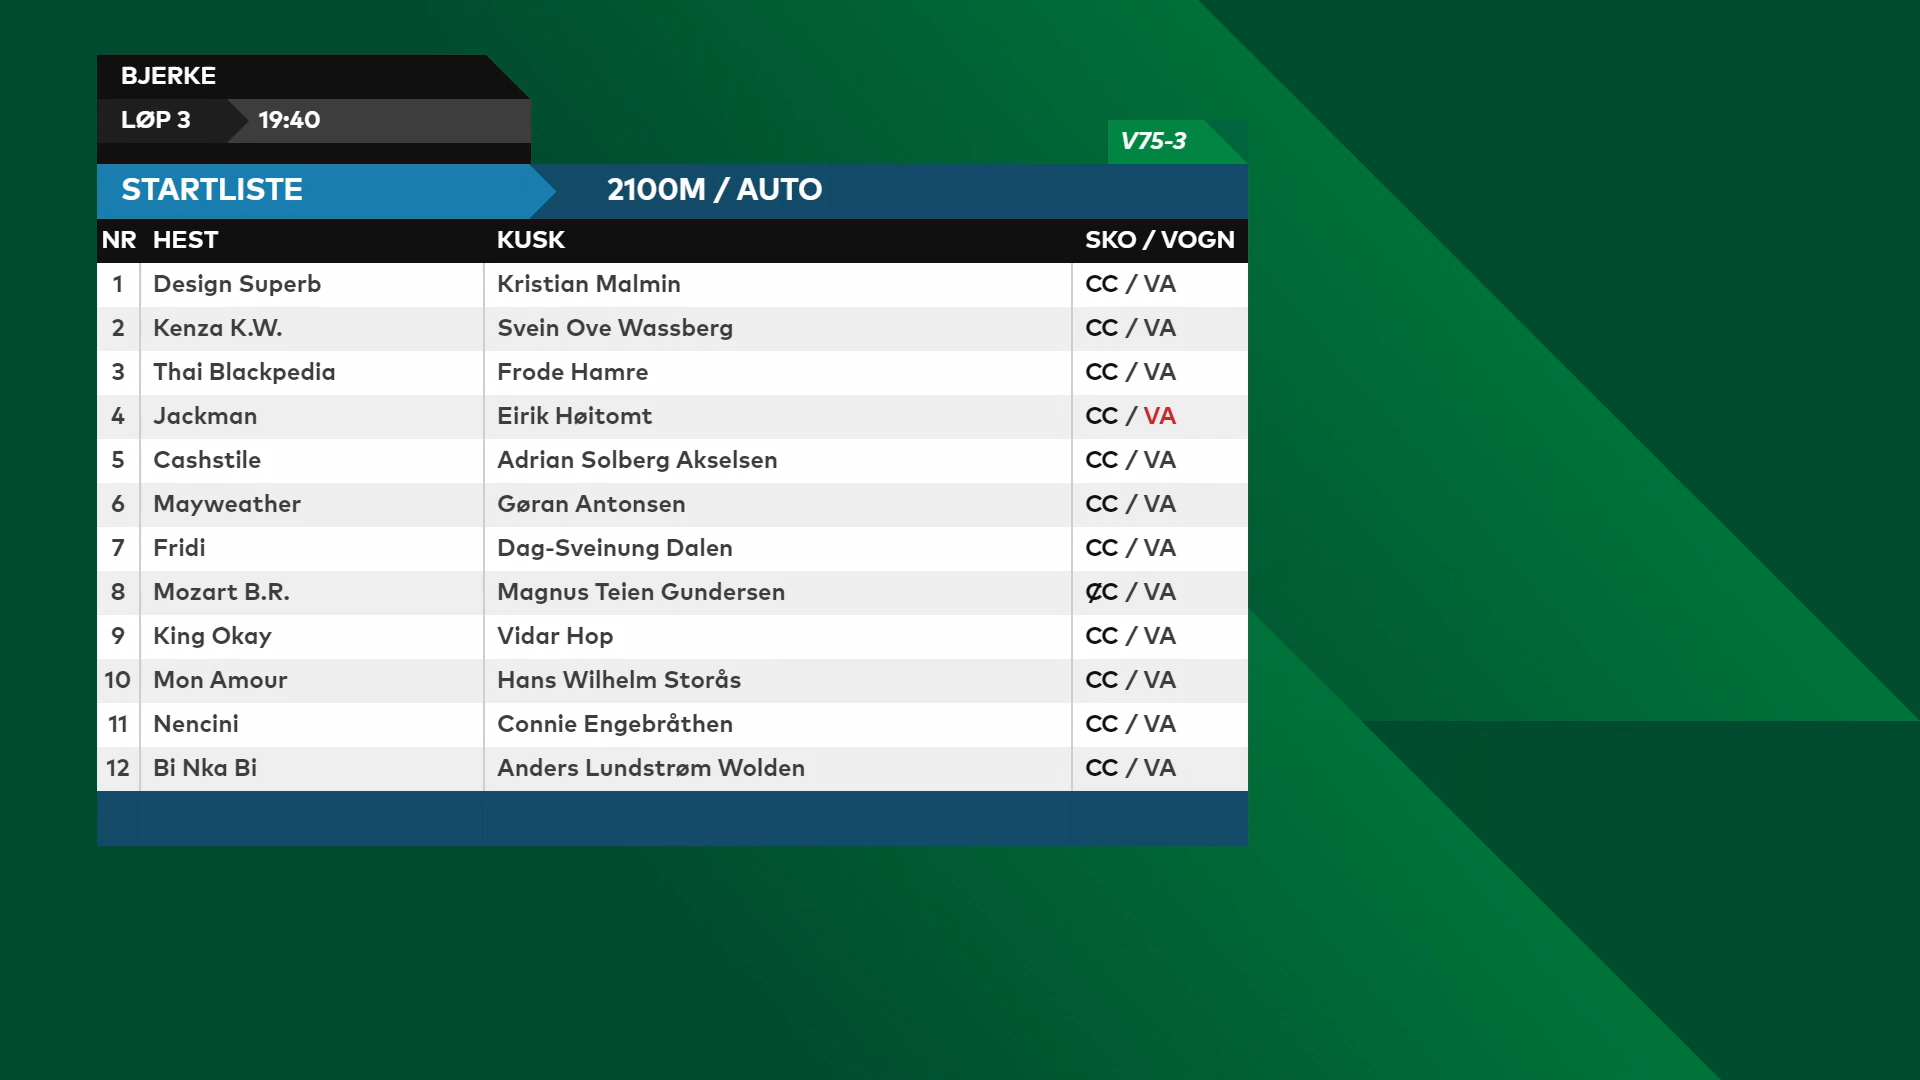 BJERKE
LØP 3 19:40
V75-3
STARTLISTE 2100M / AUTO
NR HEST KUSK SKO / VOGN
1 Design Superb Kristian Malmin CC / VA
2 Kenza K.W. Svein Ove Wassberg CC / VA
3 Thai Blackpedia Frode Hamre CC / VA
4 Jackman Eirik Høitomt CC / VA
5 Cashstile Adrian Solberg Akselsen CC / VA
6 Mayweather Gøran Antonsen CC / VA
7 Fridi Dag-Sveinung Dalen CC / VA
8 Mozart B.R. Magnus Teien Gundersen ȻC / VA
9 King Okay Vidar Hop CC / VA
10 Mon Amour Hans Wilhelm Storås CC / VA
11 Nencini Connie Engebråthen CC / VA
12 Bi Nka Bi Anders Lundstrøm Wolden CC / VA